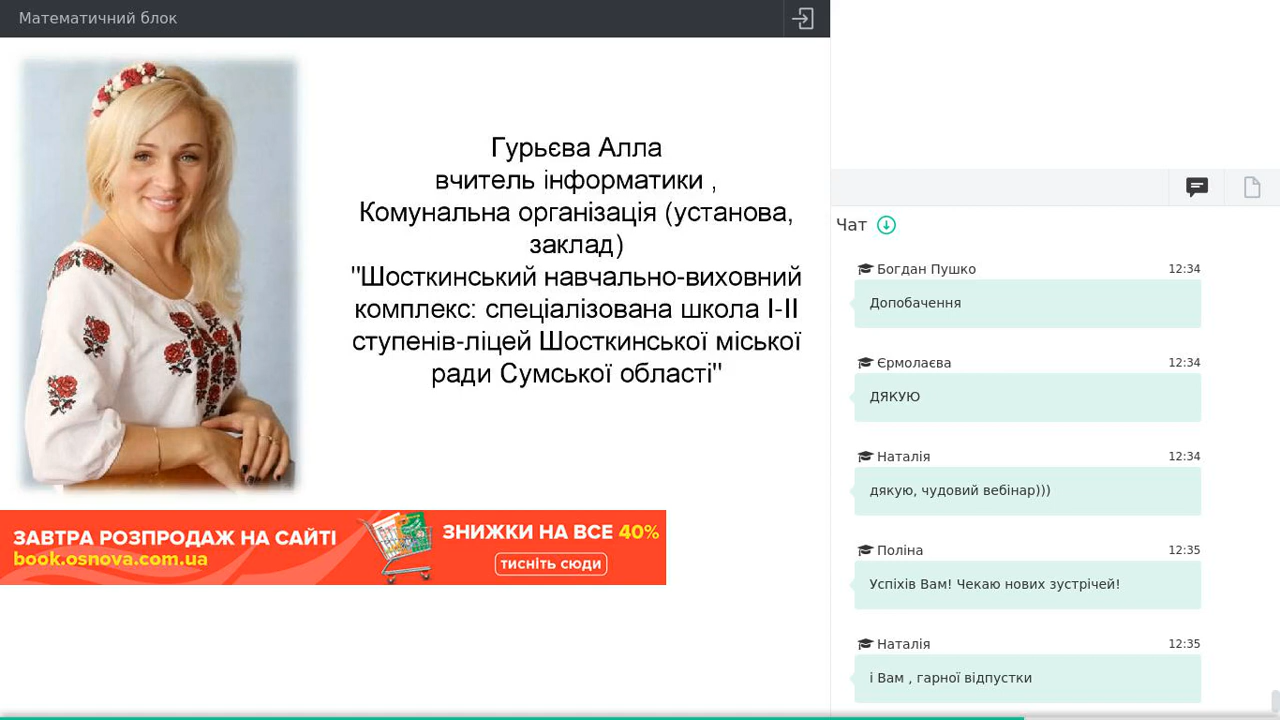 Математичний блок
Гурьєва Алла
вчитель інформатики ,
Комунальна організація (установа,
заклад)
"Шосткинський навчально-виховний
комплекс: спеціалізована школа І-ІІ
ступенів-ліцей Шосткинської міської
ради Сумської області"
ЗАВТРА РОЗПРОДАЖ НА САЙТІ
book.osnova.com.ua
ЗНИЖКИ НА ВСЕ 40%
тисніть сюди
Чат
Богдан Пушко 12:34
Допобачення
Єрмолаєва 12:34
ДЯКУЮ
Наталія 12:34
дякую, чудовий вебінар)))
Поліна 12:35
Успіхів Вам! Чекаю нових зустрічей!
Наталія 12:35
і Вам , гарної відпустки